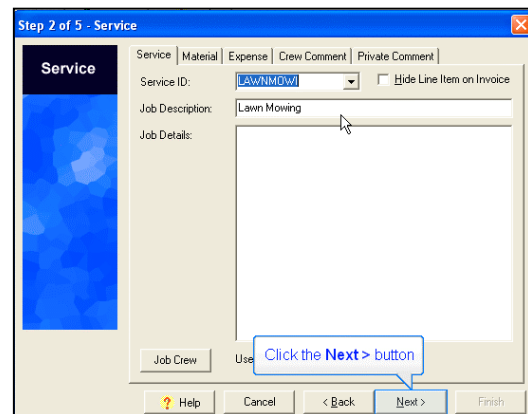 Step 2 of 5 - Service
Service
Service Material Expense Crew Comment Private Comment
Service ID: LAWNMOWI Hide Line Item on Invoice
Job Description: Lawn Mowing
Job Details:
Job Crew Use
Click the Next > button
? Help Cancel < Back Next > Finish